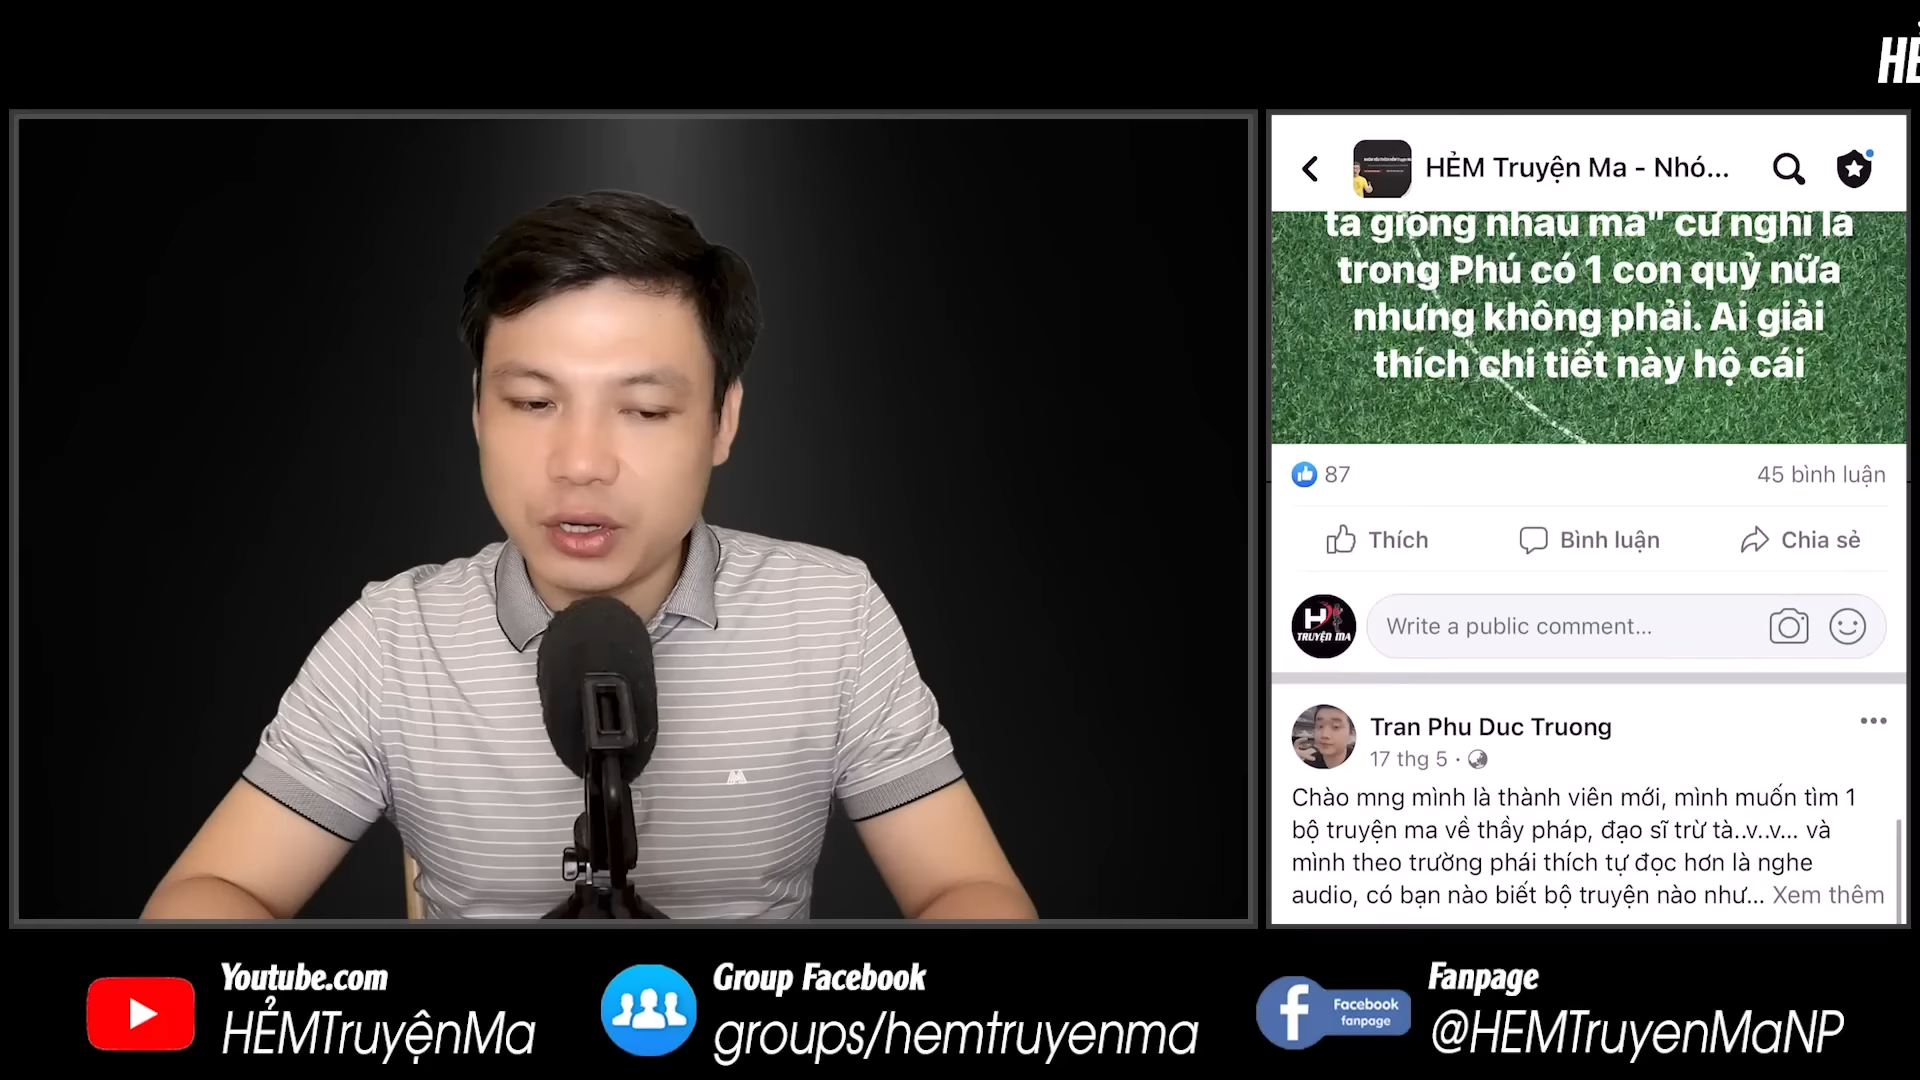 HẺ
HẺM Truyện Ma - Nhó...
ta giống nhau mà" cứ nghĩ là
trong Phú có 1 con quỷ nữa
nhưng không phải. Ai giải
thích chi tiết này hộ cái
87
45 bình luận
Thích
Bình luận
Chia sẻ
H
TRUYỆN MA
Write a public comment...
Tran Phu Duc Truong
17 thg 5 ·
Chào mng mình là thành viên mới, mình muốn tìm 1
bộ truyện ma về thầy pháp, đạo sĩ trừ tà..v..v... và
mình theo trường phái thích tự đọc hơn là nghe
audio, có bạn nào biết bộ truyện nào như... Xem thêm
Youtube.com
HẺMTruyệnMa
Group Facebook
groups/hemtruyenma
Facebook
fanpage
Fanpage
@HEMTruyenMaNP